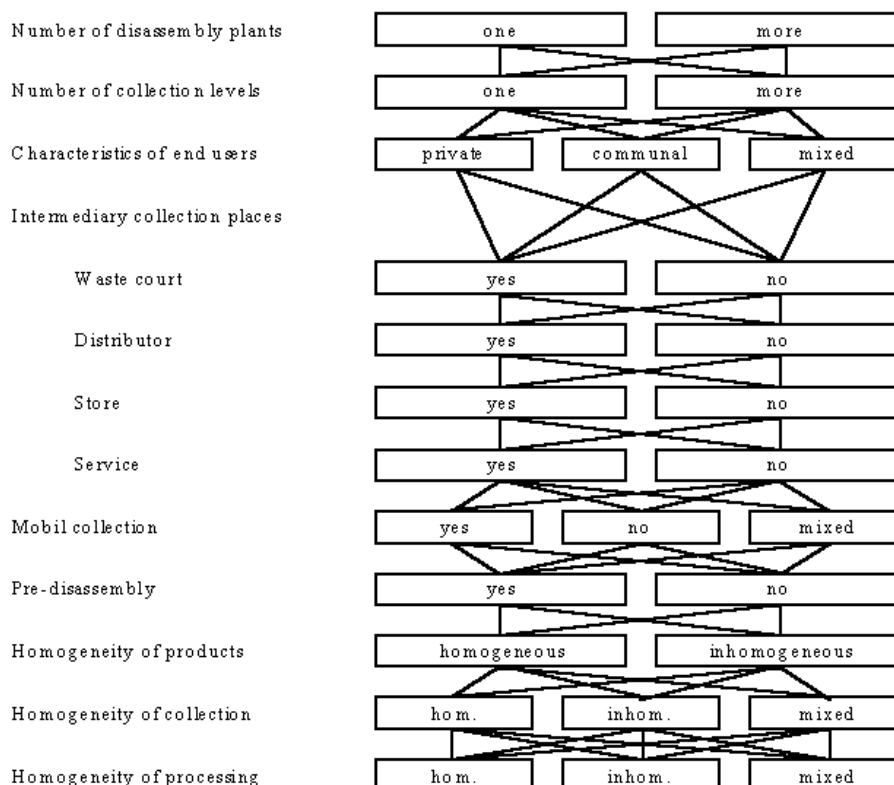 Number of disassembly plants one more
Number of collection levels one more
Characteristics of end users private communal mixed
Intermediary collection places
Waste court yes no
Distributor yes no
Store yes no
Service yes no
Mobil collection yes no mixed
Pre-disassembly yes no
Homogeneity of products homogeneous inhomogeneous
Homogeneity of collection hom. inhom. mixed
Homogeneity of processing hom. inhom. mixed